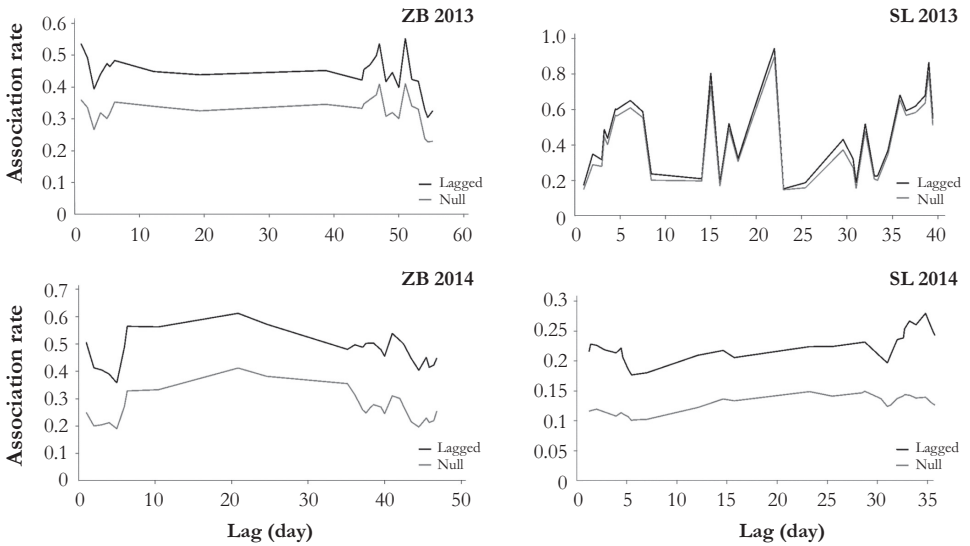 ZB 2013
Association rate
0.6
0.5
0.4
0.3
0.2
0.1
0
0 10 20 30 40 50 60
Lagged
Null
SL 2013
1.0
0.8
0.6
0.4
0.2
0
0 5 10 15 20 25 30 35 40
Lagged
Null
ZB 2014
Association rate
0.7
0.6
0.5
0.4
0.3
0.2
0.1
0
0 10 20 30 40 50
Lag (day)
Lagged
Null
SL 2014
0.3
0.25
0.2
0.15
0.1
0.05
0
0 5 10 15 20 25 30 35
Lag (day)
Lagged
Null